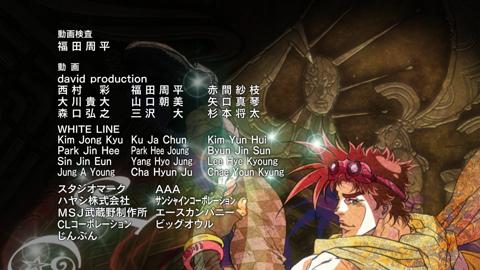 動画検査
福田周平
動画
david production
西村 彩 福田周平 赤間紗枝
大川貴大 山口朝美 矢口真琴
森口弘之 三沢 大 杉本将太
WHITE LINE
Kim Jong Kyu Ku Ja Chun Kim Yun Hui
Park Jin Hee Park Hee Joung Byun Jin Sun
Sin Jin Eun Yang Hyo Jung Lee Hye Kyoung
Jung A Young Cha Hyun Ju Chae Youn Kyung
スタジオマーク AAA
ハヤシ株式会社 サンシャインコーポレーション
MSJ武蔵野制作所 エースカンパニー
CLコーポレーション ビッグオウル
じんぷん